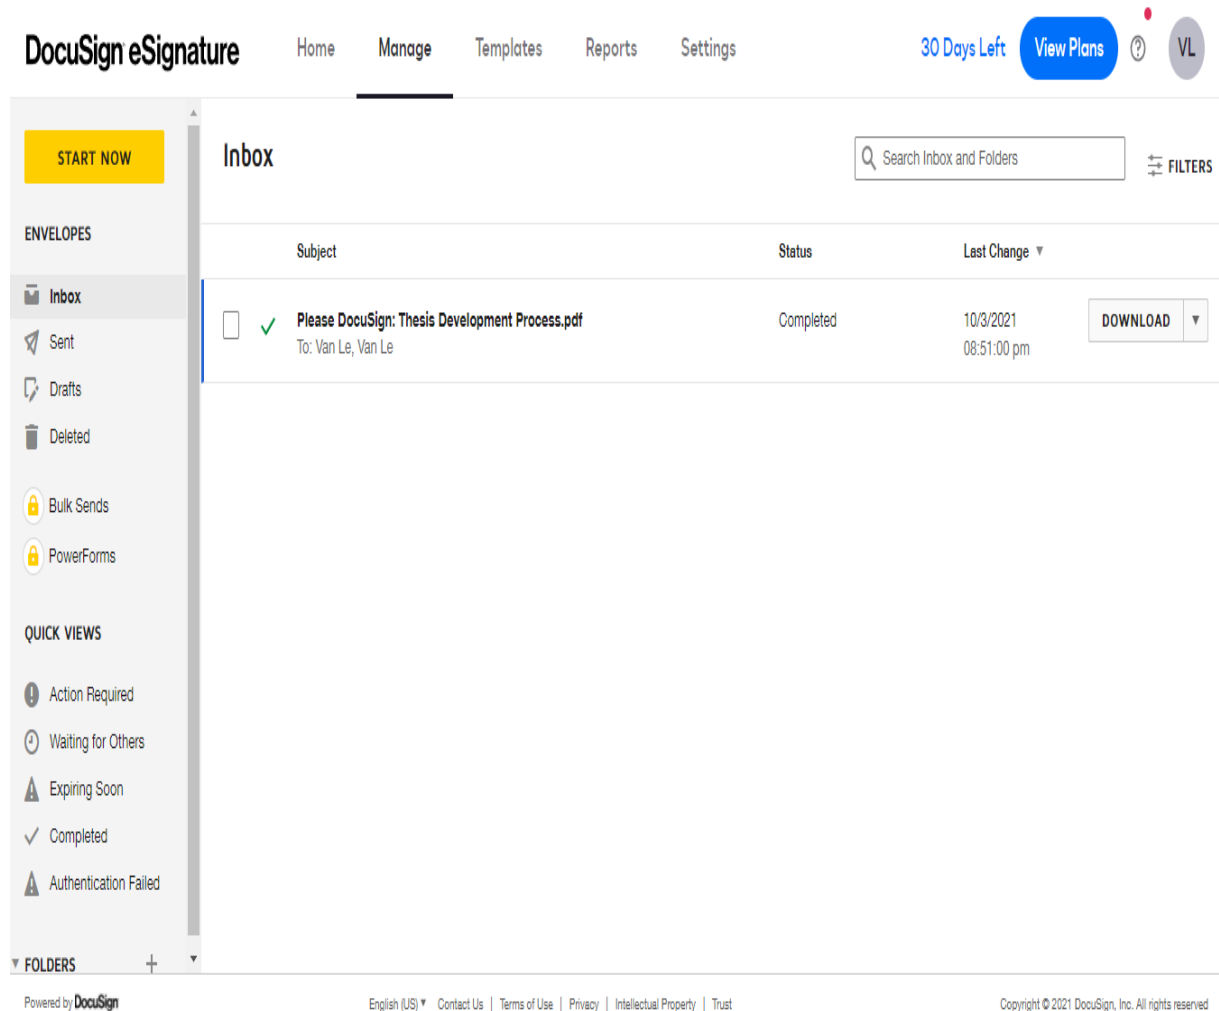 DocuSign eSignature
Home Manage Templates Reports Settings
30 Days Left View Plans ? VL
START NOW
ENVELOPES
Inbox
Sent
Drafts
Deleted
Bulk Sends
PowerForms
QUICK VIEWS
Action Required
Waiting for Others
Expiring Soon
Completed
Authentication Failed
FOLDERS
Inbox
Search Inbox and Folders
FILTERS
Subject Status Last Change
Please DocuSign: Thesis Development Process.pdf Completed 10/3/2021 DOWNLOAD
To: Van Le, Van Le 08:51:00 pm
Powered by DocuSign
English (US) Contact Us | Terms of Use | Privacy | Intellectual Property | Trust
Copyright © 2021 DocuSign, Inc. All rights reserved